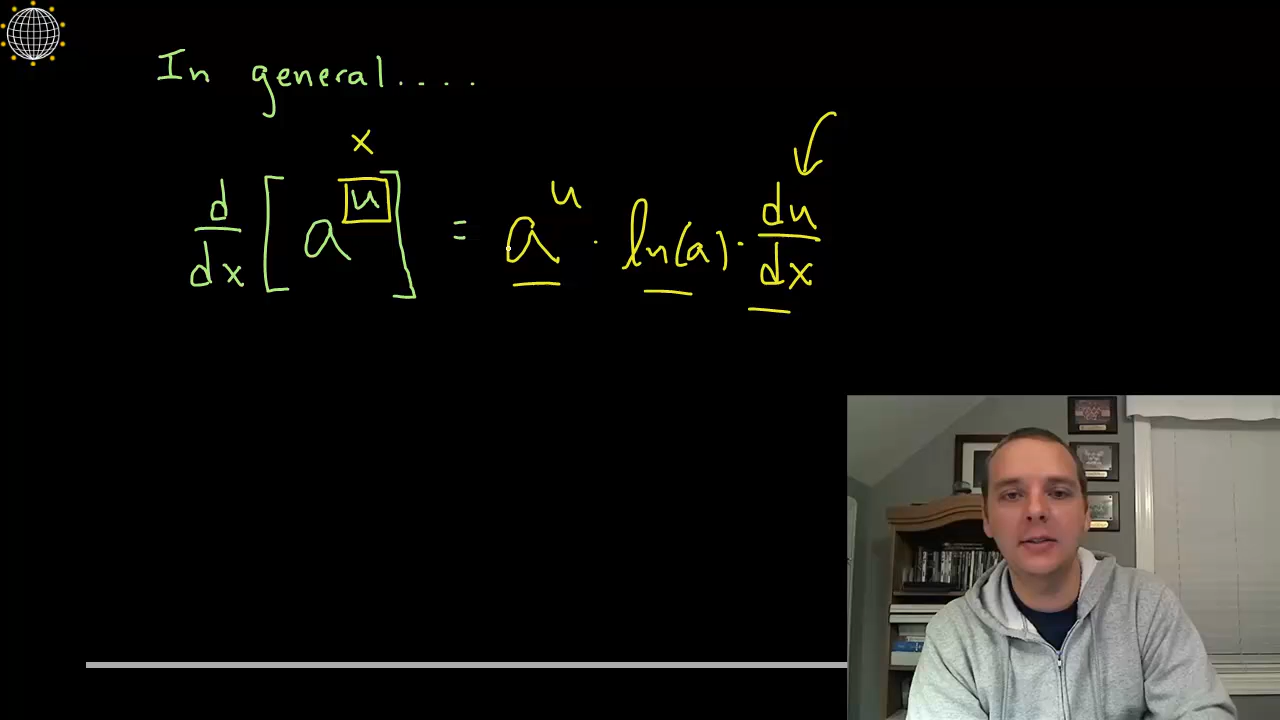 In general....
x
d/dx [a^u] = a^u · ln(a) · du/dx